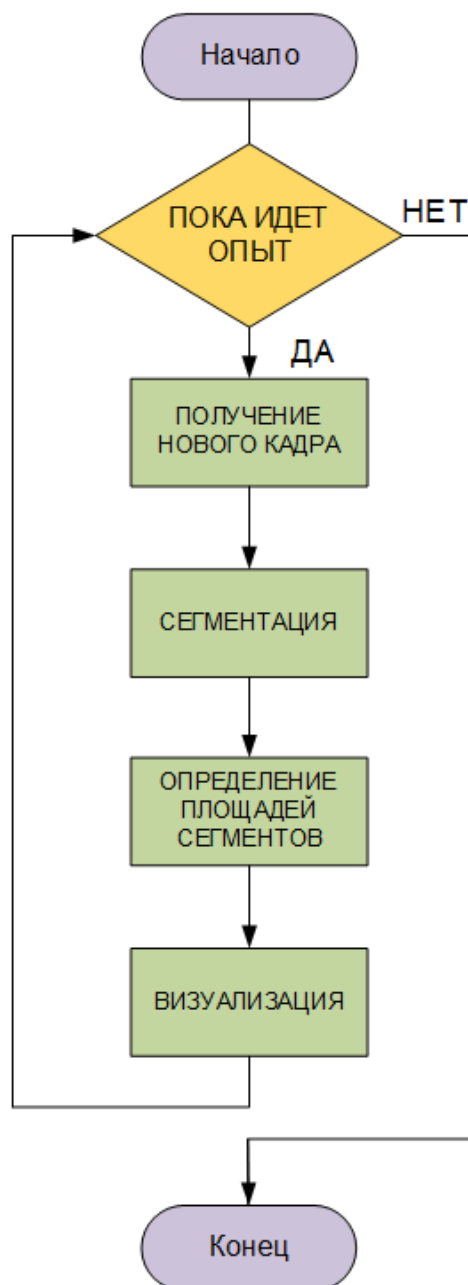 Начало
ПОКА ИДЕТ
ОПЫТ
НЕТ
ДА
ПОЛУЧЕНИЕ
НОВОГО КАДРА
СЕГМЕНТАЦИЯ
ОПРЕДЕЛЕНИЕ
ПЛОЩАДЕЙ
СЕГМЕНТОВ
ВИЗУАЛИЗАЦИЯ
Конец